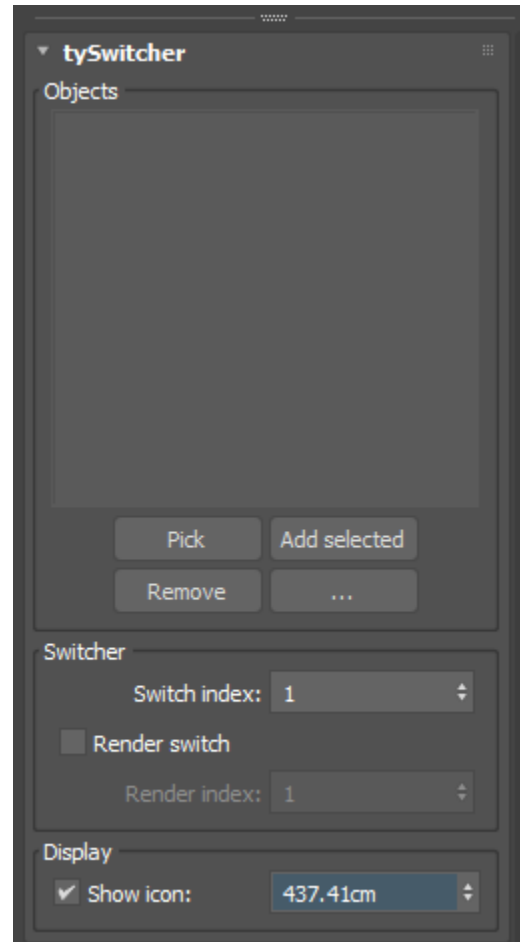 tySwitcher
Objects
Pick Add selected
Remove ...
Switcher
Switch index: 1
Render switch
Render index: 1
Display
Show icon: 437.41cm